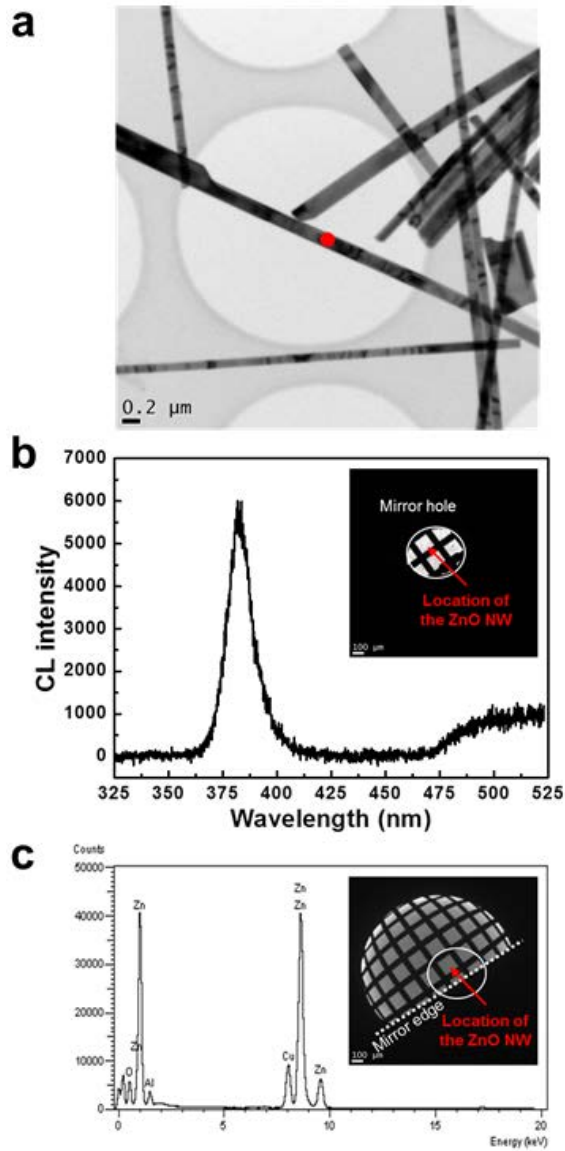 a
0.2 µm
b
7000
6000
5000
4000
3000
2000
1000
0
CL intensity
325 350 375 400 425 450 475 500 525
Wavelength (nm)
Mirror hole
Location of
the ZnO NW
100 µm
c
Counts
50000
40000
30000
20000
10000
0
Zn
Zn
O
Al
Cu
Zn
Zn
Zn
0 5 10 15 20
Energy (keV)
Mirror edge
Location of
the ZnO NW
100 µm